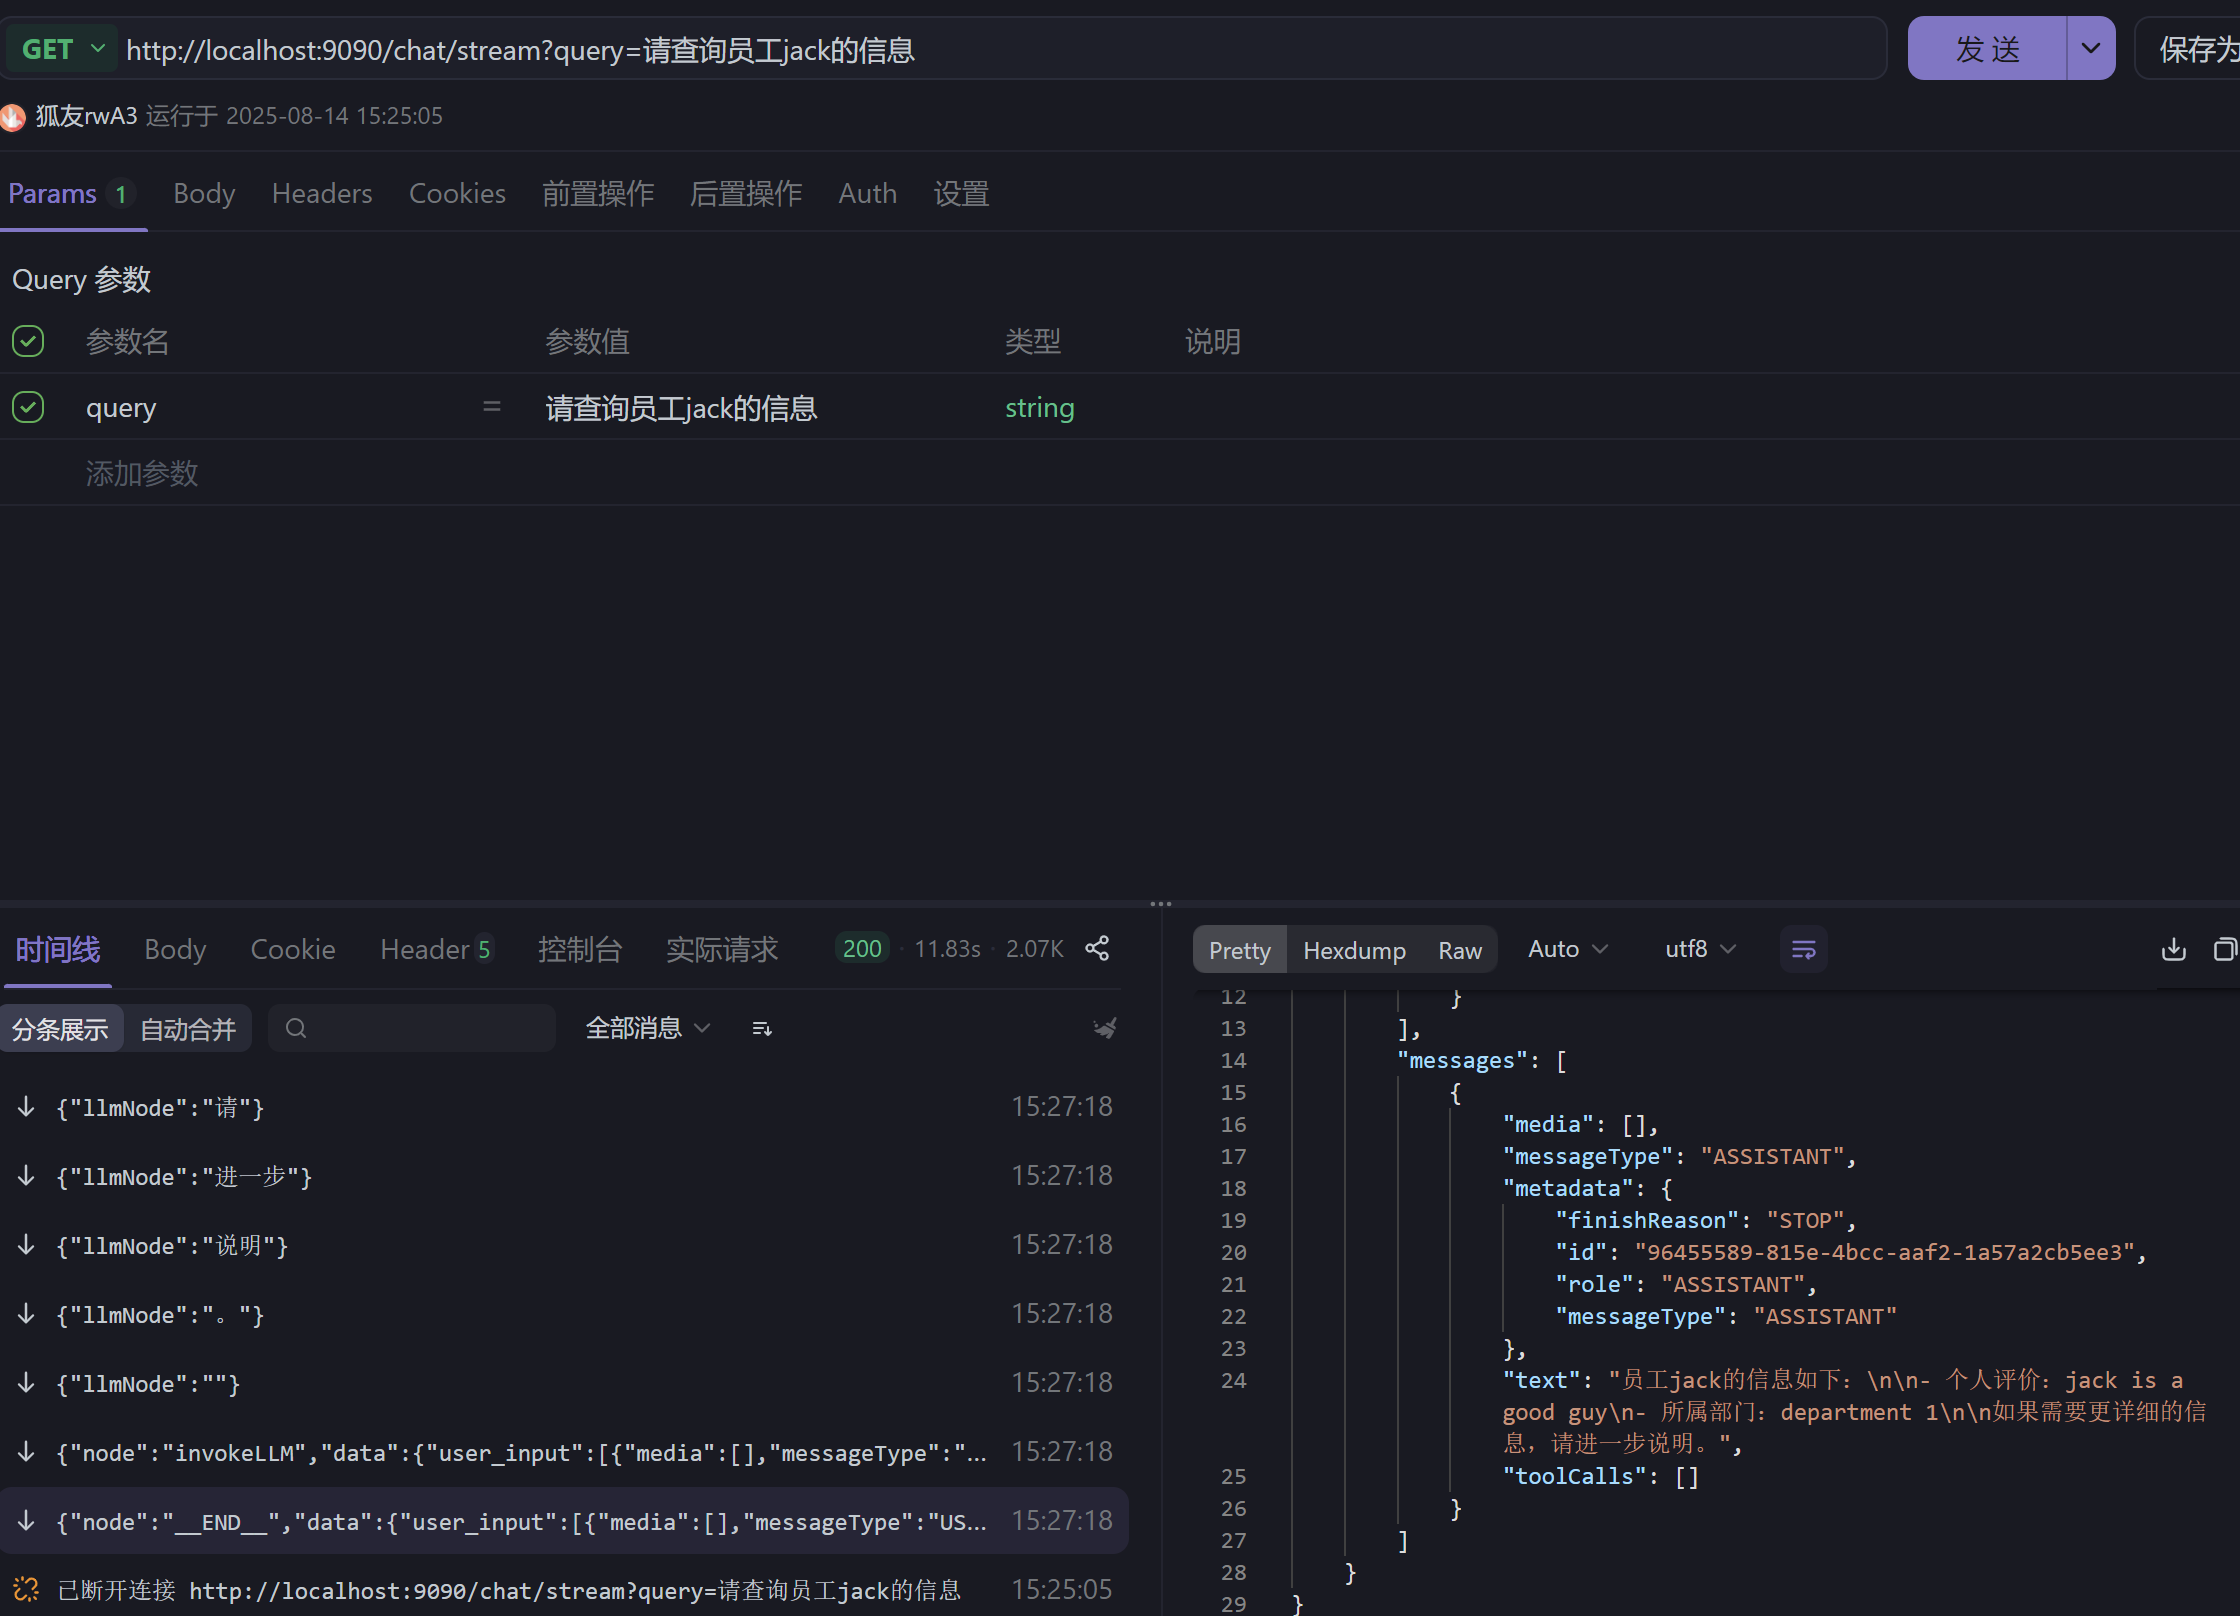 GET http://localhost:9090/chat/stream?query=请查询员工jack的信息 发 送 保存为
狐友rwA3 运行于 2025-08-14 15:25:05
Params 1 Body Headers Cookies 前置操作 后置操作 Auth 设置
Query 参数
参数名 参数值 类型 说明
query = 请查询员工jack的信息 string
添加参数
时间线 Body Cookie Header 5 控制台 实际请求 200 · 11.83s · 2.07K
分条展示 自动合并 全部消息
{"llmNode":"请"} 15:27:18
{"llmNode":"进一步"} 15:27:18
{"llmNode":"说明"} 15:27:18
{"llmNode":"。"} 15:27:18
{"llmNode":""} 15:27:18
{"node":"invokeLLM","data":{"user_input":[{"media":[],"messageType":"... 15:27:18
{"node":"__END__","data":{"user_input":[{"media":[],"messageType":"US... 15:27:18
已断开连接 http://localhost:9090/chat/stream?query=请查询员工jack的信息 15:25:05
Pretty Hexdump Raw Auto utf8
12 }
13 ],
14 "messages": [
15 {
16 "media": [],
17 "messageType": "ASSISTANT",
18 "metadata": {
19 "finishReason": "STOP",
20 "id": "96455589-815e-4bcc-aaf2-1a57a2cb5ee3",
21 "role": "ASSISTANT",
22 "messageType": "ASSISTANT"
23 },
24 "text": "员工jack的信息如下：\n\n- 个人评价：jack is a
good guy\n- 所属部门：department 1\n\n如果需要更详细的信
息，请进一步说明。",
25 "toolCalls": []
26 }
27 ]
28 }
29 }